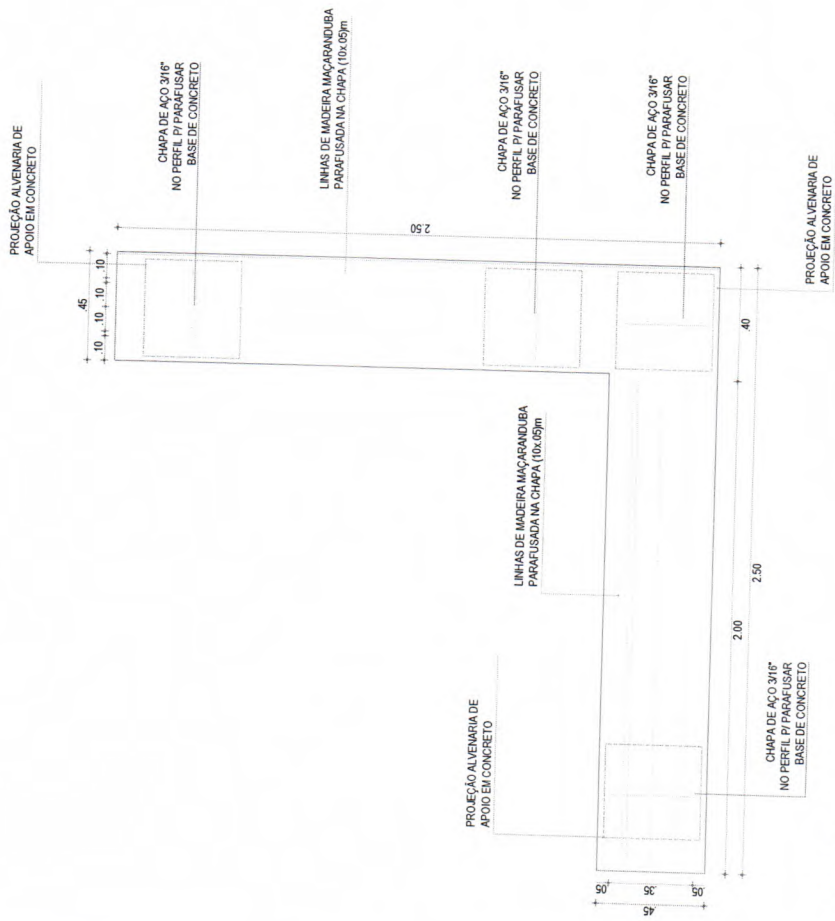 PROJEÇÃO ALVENARIA DE
APOIO EM CONCRETO
CHAPA DE AÇO 3/16"
NO PERFIL P/ PARAFUSAR
BASE DE CONCRETO
LINHAS DE MADEIRA MAÇARANDUBA
PARAFUSADA NA CHAPA (10x.05)m
CHAPA DE AÇO 3/16"
NO PERFIL P/ PARAFUSAR
BASE DE CONCRETO
CHAPA DE AÇO 3/16"
NO PERFIL P/ PARAFUSAR
BASE DE CONCRETO
PROJEÇÃO ALVENARIA DE
APOIO EM CONCRETO
.45
.10 .10 .10 .10
2.50
.40
2.00
2.50
LINHAS DE MADEIRA MAÇARANDUBA
PARAFUSADA NA CHAPA (10x.05)m
PROJEÇÃO ALVENARIA DE
APOIO EM CONCRETO
CHAPA DE AÇO 3/16"
NO PERFIL P/ PARAFUSAR
BASE DE CONCRETO
.05
.35
.05
.45